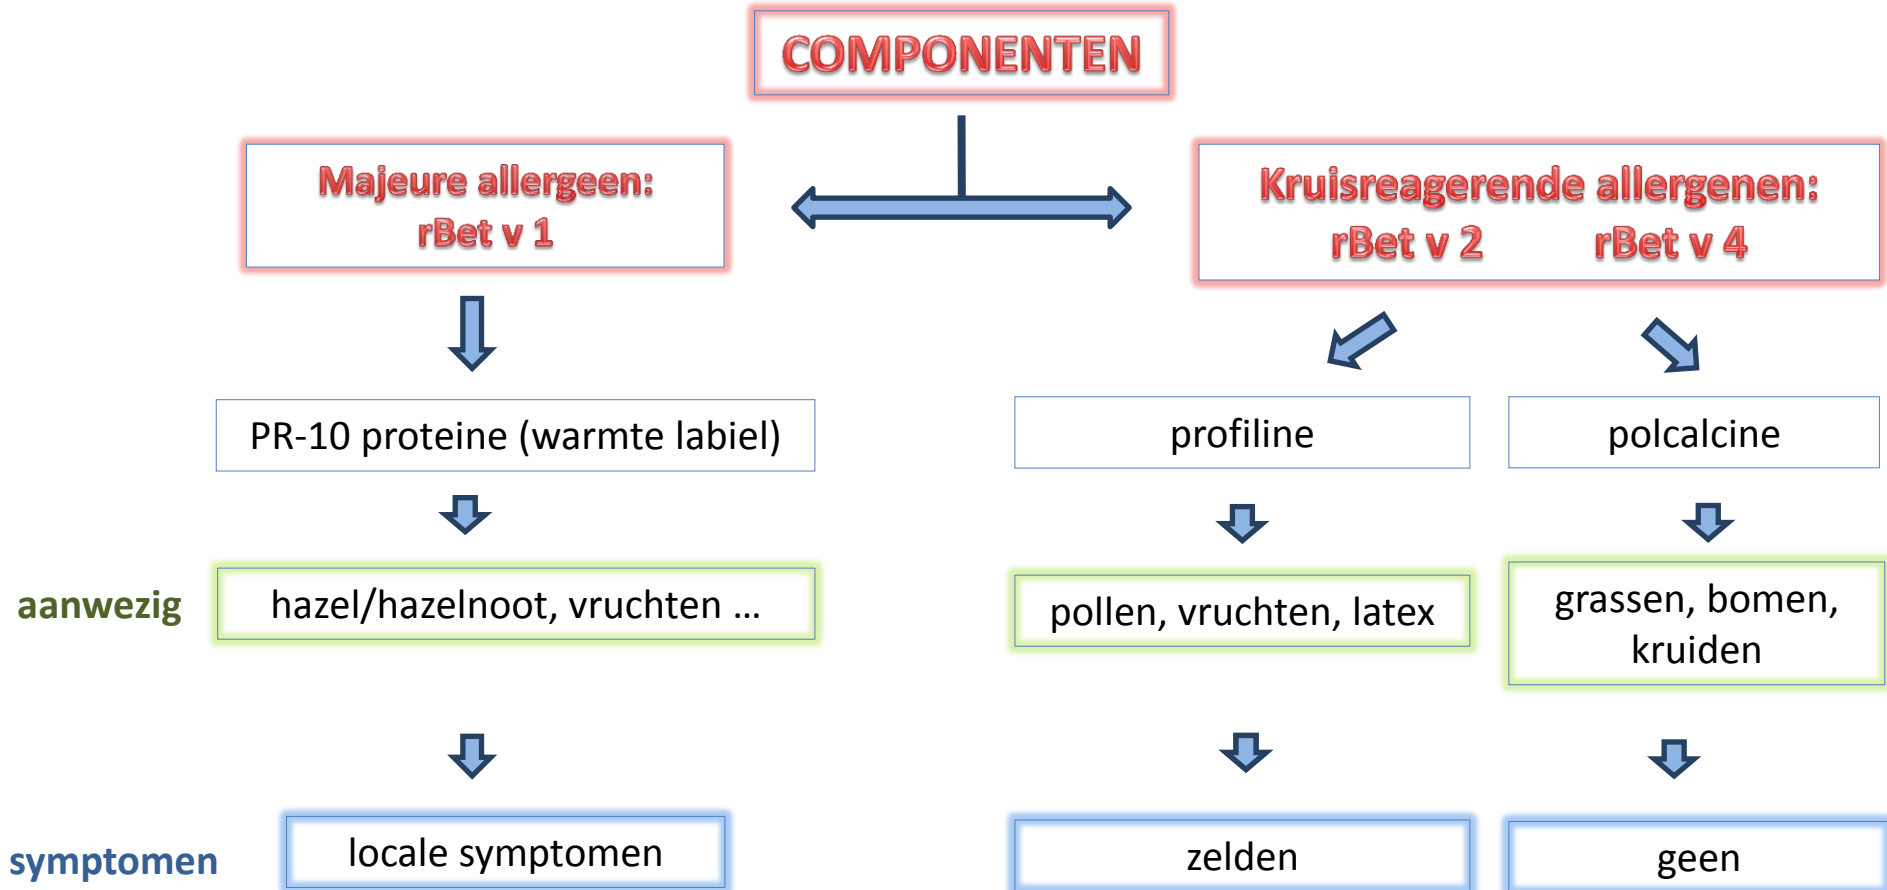 COMPONENTEN
Majeure allergeen:
rBet v 1
Kruisreagerende allergenen:
rBet v 2 rBet v 4
PR-10 proteine (warmte labiel)
profiline
polcalcine
aanwezig
hazel/hazelnoot, vruchten ...
pollen, vruchten, latex
grassen, bomen,
kruiden
symptomen
locale symptomen
zelden
geen